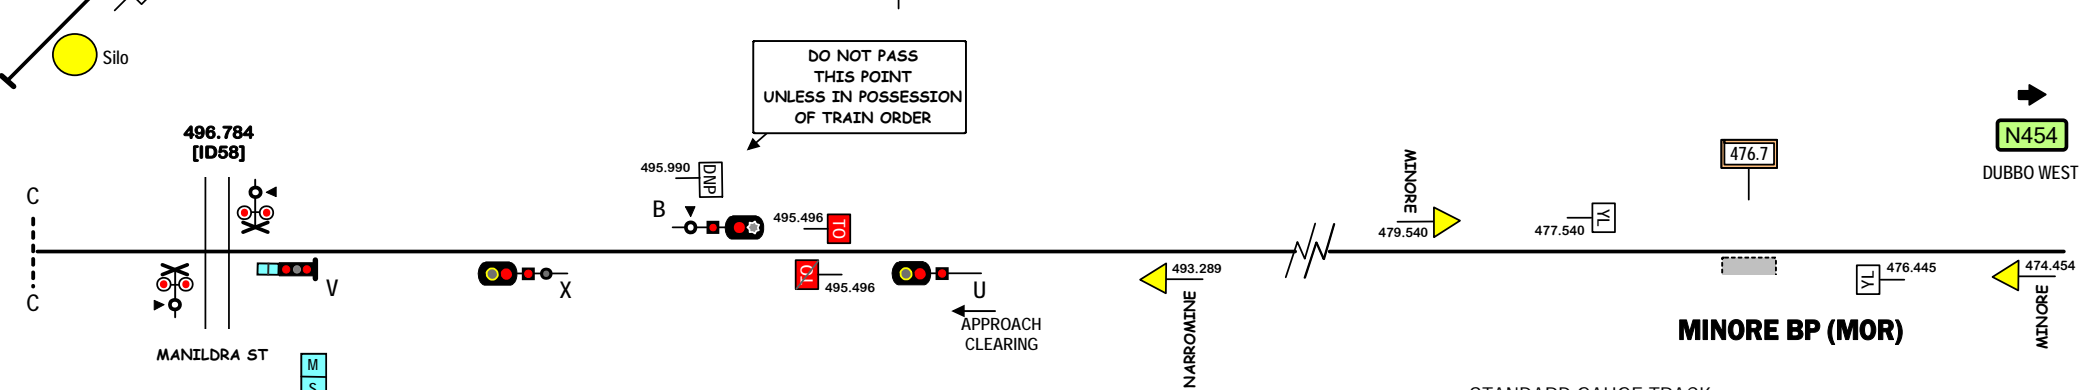 Silo
DO NOT PASS
THIS POINT
UNLESS IN POSSESSION
OF TRAIN ORDER
496.784
[ID58]
N454
DUBBO WEST
476.7
C
495.990
DNP
B
495.496
TO
MINORE
479.540
477.540
YL
C
V
X
CJ
495.496
U
APPROACH
CLEARING
493.289
NARROMINE
YL
476.445
474.454
MINORE
MINORE BP (MOR)
MANILDRA ST
M
S